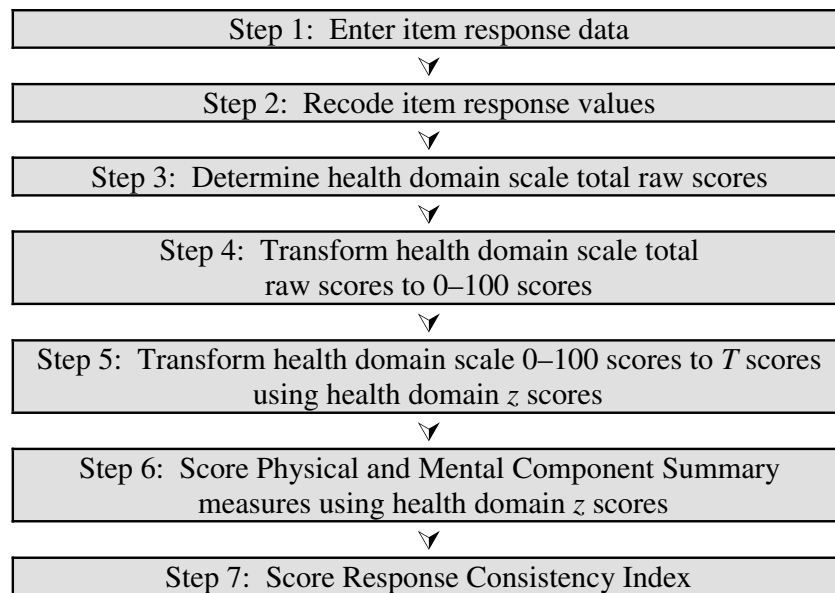 Step 1: Enter item response data
Step 2: Recode item response values
Step 3: Determine health domain scale total raw scores
Step 4: Transform health domain scale total
raw scores to 0–100 scores
Step 5: Transform health domain scale 0–100 scores to T scores
using health domain z scores
Step 6: Score Physical and Mental Component Summary
measures using health domain z scores
Step 7: Score Response Consistency Index